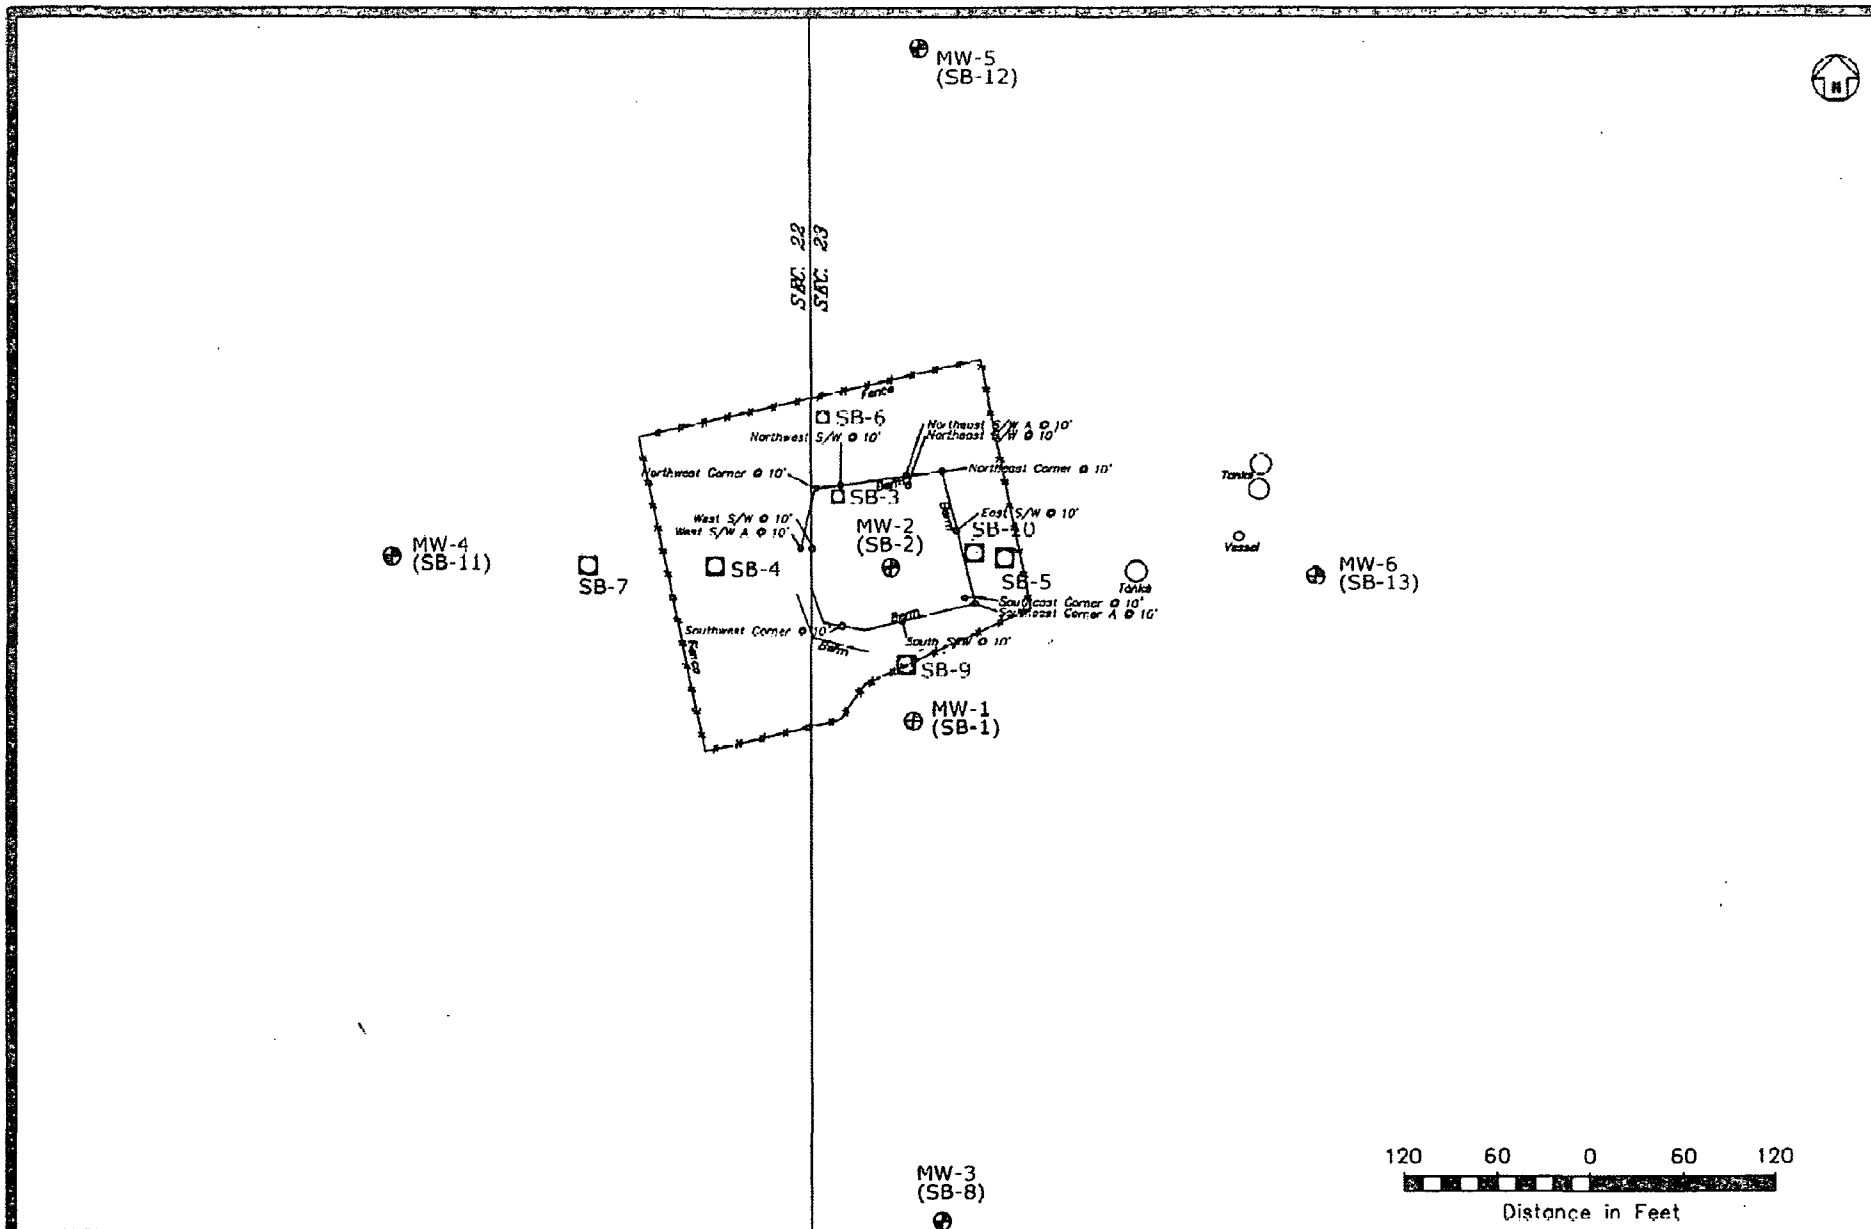 MW-5
(SB-12)
N
SEC. 22
SEC. 23
Fence
SB-6
Northwest S/W @ 10'
Northeast S/W A @ 10'
Northeast S/W @ 10'
Northwest Corner @ 10'
Northeast Corner @ 10'
Berm
SB-3
Tanks
West S/W @ 10'
West S/W A @ 10'
Berm
East S/W @ 10'
MW-2
(SB-2)
SB-10
Vessel
MW-4
(SB-11)
SB-7
SB-4
SB-5
Tanks
MW-6
(SB-13)
Southeast Corner @ 10'
Southeast Corner A @ 10'
Berm
Southwest Corner @ 10'
South S/W @ 10'
Berm
Fence
SB-9
MW-1
(SB-1)
MW-3
(SB-8)
120 60 0 60 120
Distance in Feet